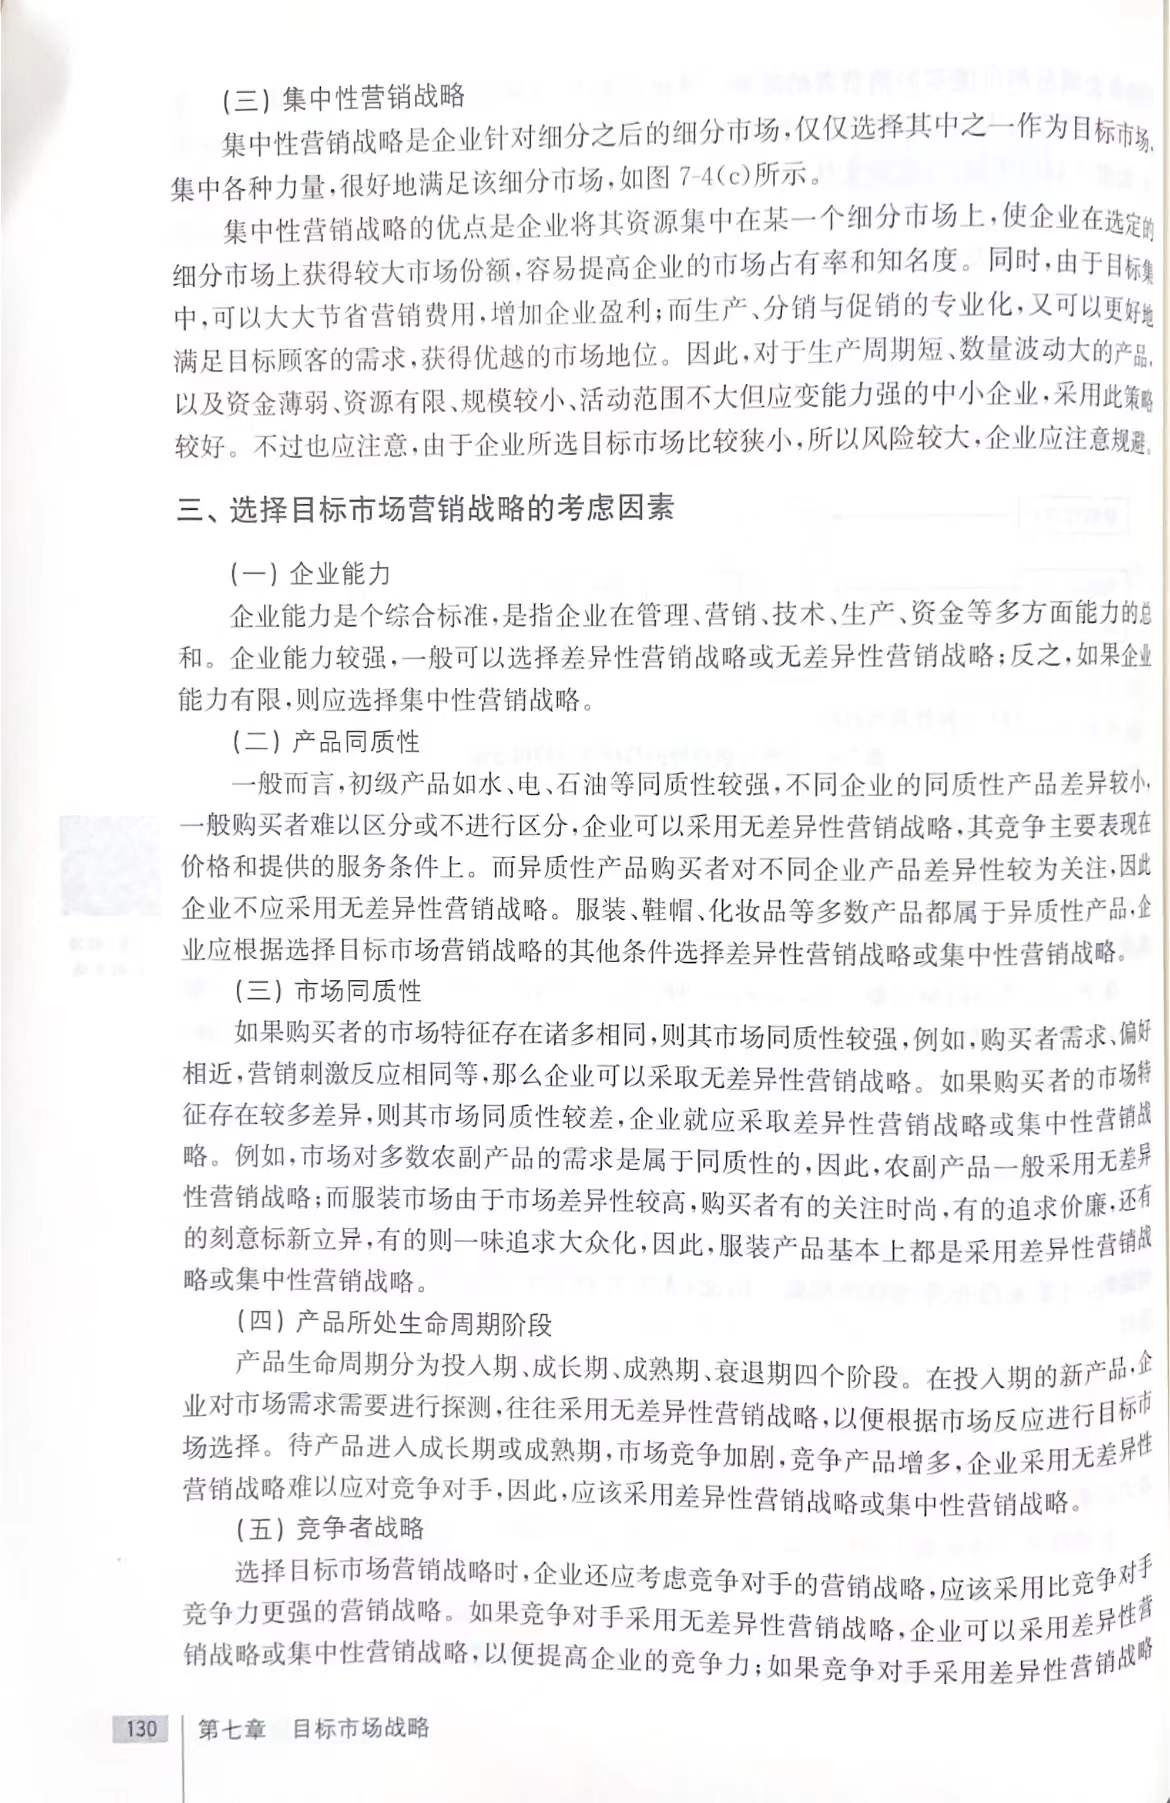 (三) 集中性营销战略
集中性营销战略是企业针对细分之后的细分市场,仅仅选择其中之一作为目标市场,
集中各种力量,很好地满足该细分市场,如图 7-4(c)所示。
集中性营销战略的优点是企业将其资源集中在某一个细分市场上,使企业在选定的
细分市场上获得较大市场份额,容易提高企业的市场占有率和知名度。同时,由于目标集
中,可以大大节省营销费用,增加企业盈利;而生产、分销与促销的专业化,又可以更好地
满足目标顾客的需求,获得优越的市场地位。因此,对于生产周期短、数量波动大的产品,
以及资金薄弱、资源有限、规模较小、活动范围不大但应变能力强的中小企业,采用此策略
较好。不过也应注意,由于企业所选目标市场比较狭小,所以风险较大,企业应注意规避。
三、选择目标市场营销战略的考虑因素
(一) 企业能力
企业能力是个综合标准,是指企业在管理、营销、技术、生产、资金等多方面能力的总
和。企业能力较强,一般可以选择差异性营销战略或无差异性营销战略;反之,如果企业
能力有限,则应选择集中性营销战略。
(二) 产品同质性
一般而言,初级产品如水、电、石油等同质性较强,不同企业的同质性产品差异较小,
一般购买者难以区分或不进行区分,企业可以采用无差异性营销战略,其竞争主要表现在
价格和提供的服务条件上。而异质性产品购买者对不同企业产品差异性较为关注,因此
企业不应采用无差异性营销战略。服装、鞋帽、化妆品等多数产品都属于异质性产品,企
业应根据选择目标市场营销战略的其他条件选择差异性营销战略或集中性营销战略。
(三) 市场同质性
如果购买者的市场特征存在诸多相同,则其市场同质性较强,例如,购买者需求、偏好
相近,营销刺激反应相同等,那么企业可以采取无差异性营销战略。如果购买者的市场特
征存在较多差异,则其市场同质性较差,企业就应采取差异性营销战略或集中性营销战
略。例如,市场对多数农副产品的需求是属于同质性的,因此,农副产品一般采用无差异
性营销战略;而服装市场由于市场差异性较高,购买者有的关注时尚,有的追求价廉,还有
的刻意标新立异,有的则一味追求大众化,因此,服装产品基本上都是采用差异性营销战
略或集中性营销战略。
(四) 产品所处生命周期阶段
产品生命周期分为投入期、成长期、成熟期、衰退期四个阶段。在投入期的新产品,企
业对市场需求需要进行探测,往往采用无差异性营销战略,以便根据市场反应进行目标市
场选择。待产品进入成长期或成熟期,市场竞争加剧,竞争产品增多,企业采用无差异性
营销战略难以应对竞争对手,因此,应该采用差异性营销战略或集中性营销战略。
(五) 竞争者战略
选择目标市场营销战略时,企业还应考虑竞争对手的营销战略,应该采用比竞争对手
竞争力更强的营销战略。如果竞争对手采用无差异性营销战略,企业可以采用差异性营
销战略或集中性营销战略,以便提高企业的竞争力;如果竞争对手采用差异性营销战略
130 第七章 目标市场战略